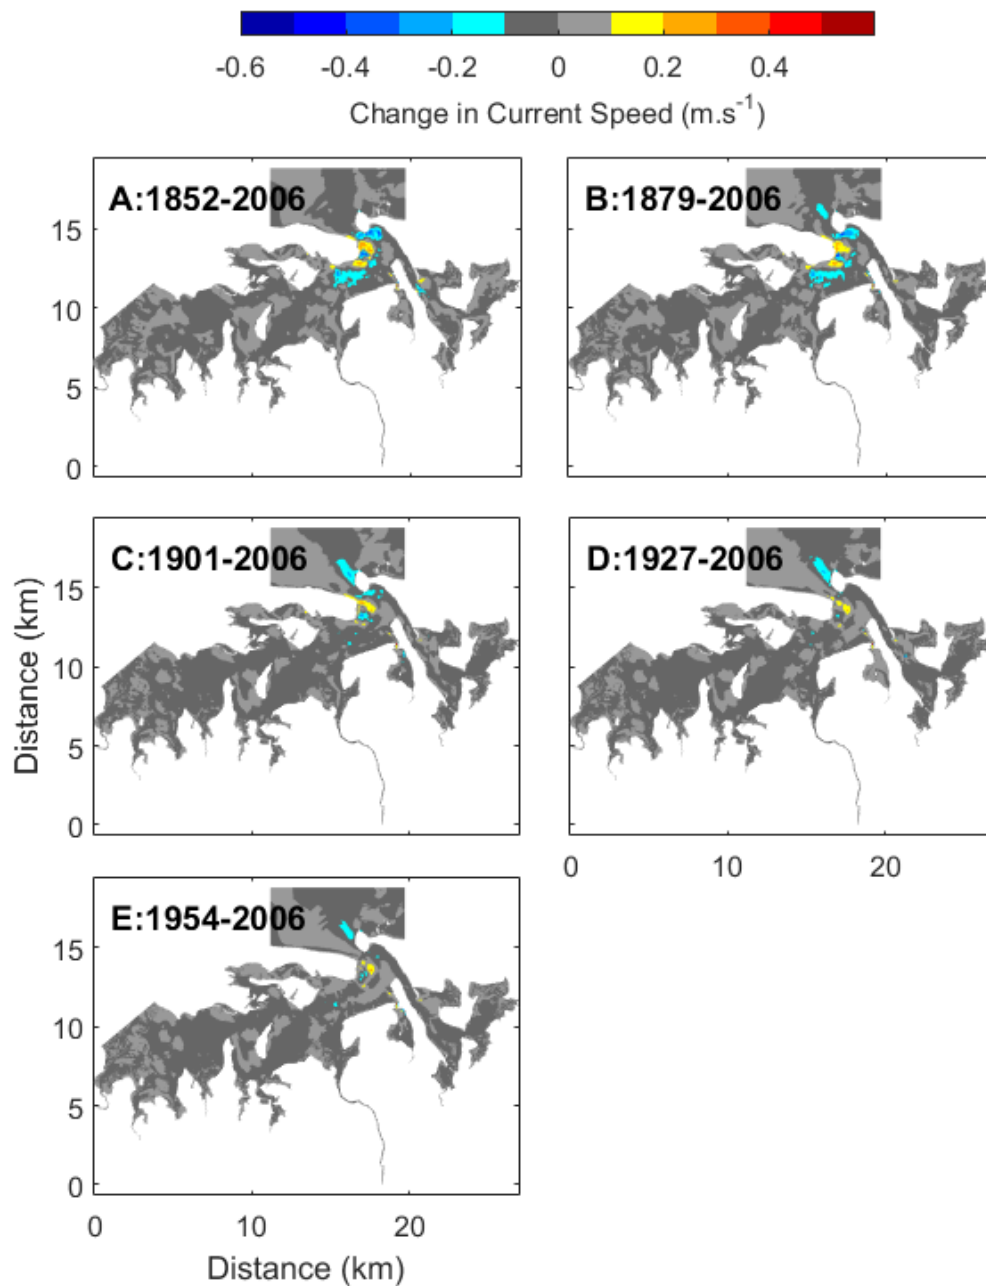 -0.6 -0.4 -0.2 0 0.2 0.4
Change in Current Speed (m.s⁻¹)
A:1852-2006
15
10
5
0
B:1879-2006
Distance (km)
C:1901-2006
15
10
5
0
D:1927-2006
0 10 20
E:1954-2006
15
10
5
0
0 10 20
Distance (km)